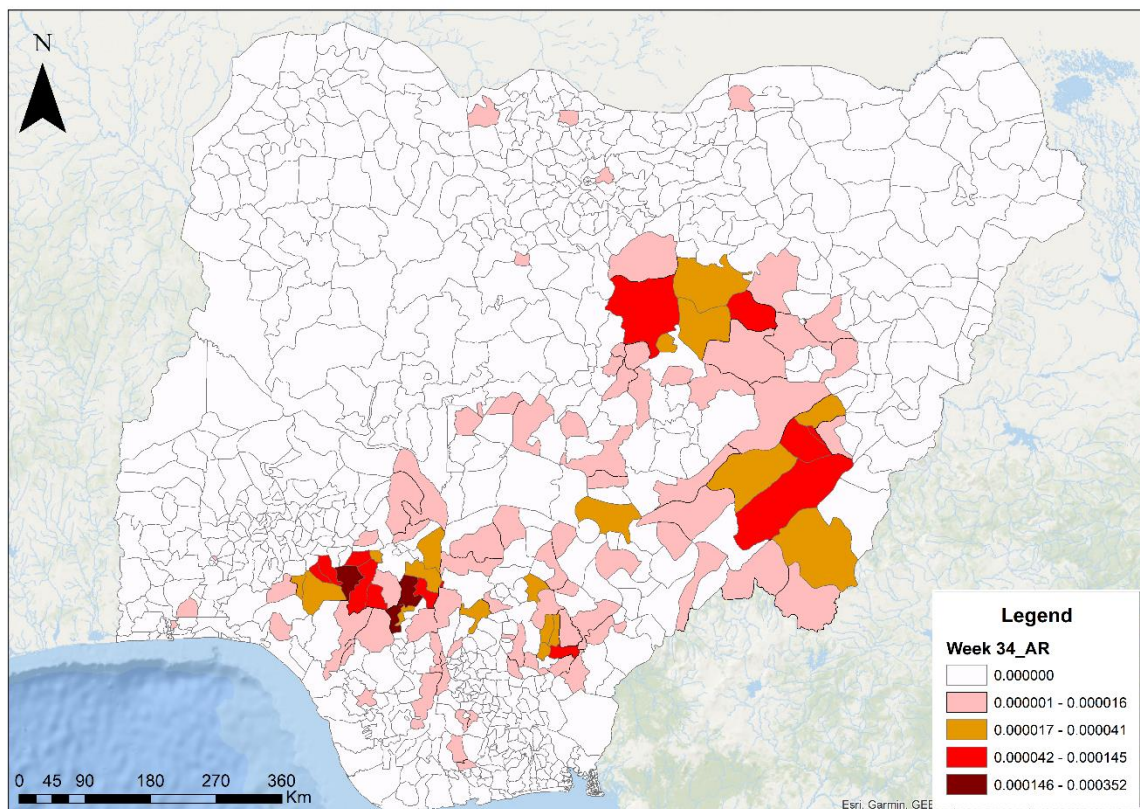 N
Legend
Week 34_AR
0.000000
0.000001 - 0.000016
0.000017 - 0.000041
0.000042 - 0.000145
0.000146 - 0.000352
0 45 90 180 270 360
Km
Esri, Garmin, GEB